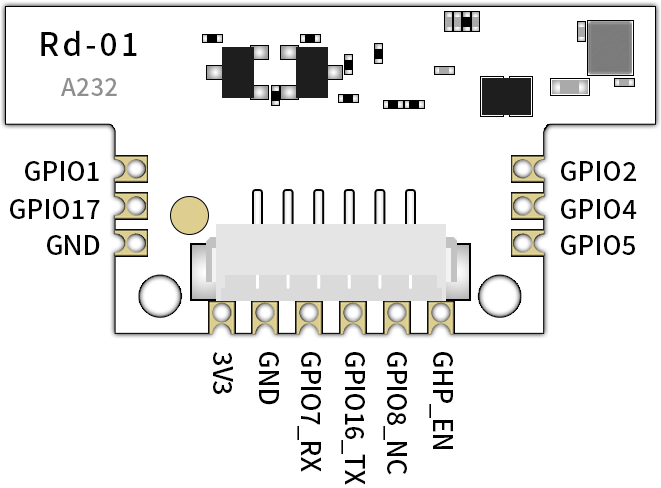 Rd-01
A232
GPIO1
GPIO17
GND
GPIO2
GPIO4
GPIO5
3V3
GND
GPIO7_RX
GPIO16_TX
GPIO8_NC
GHP_EN